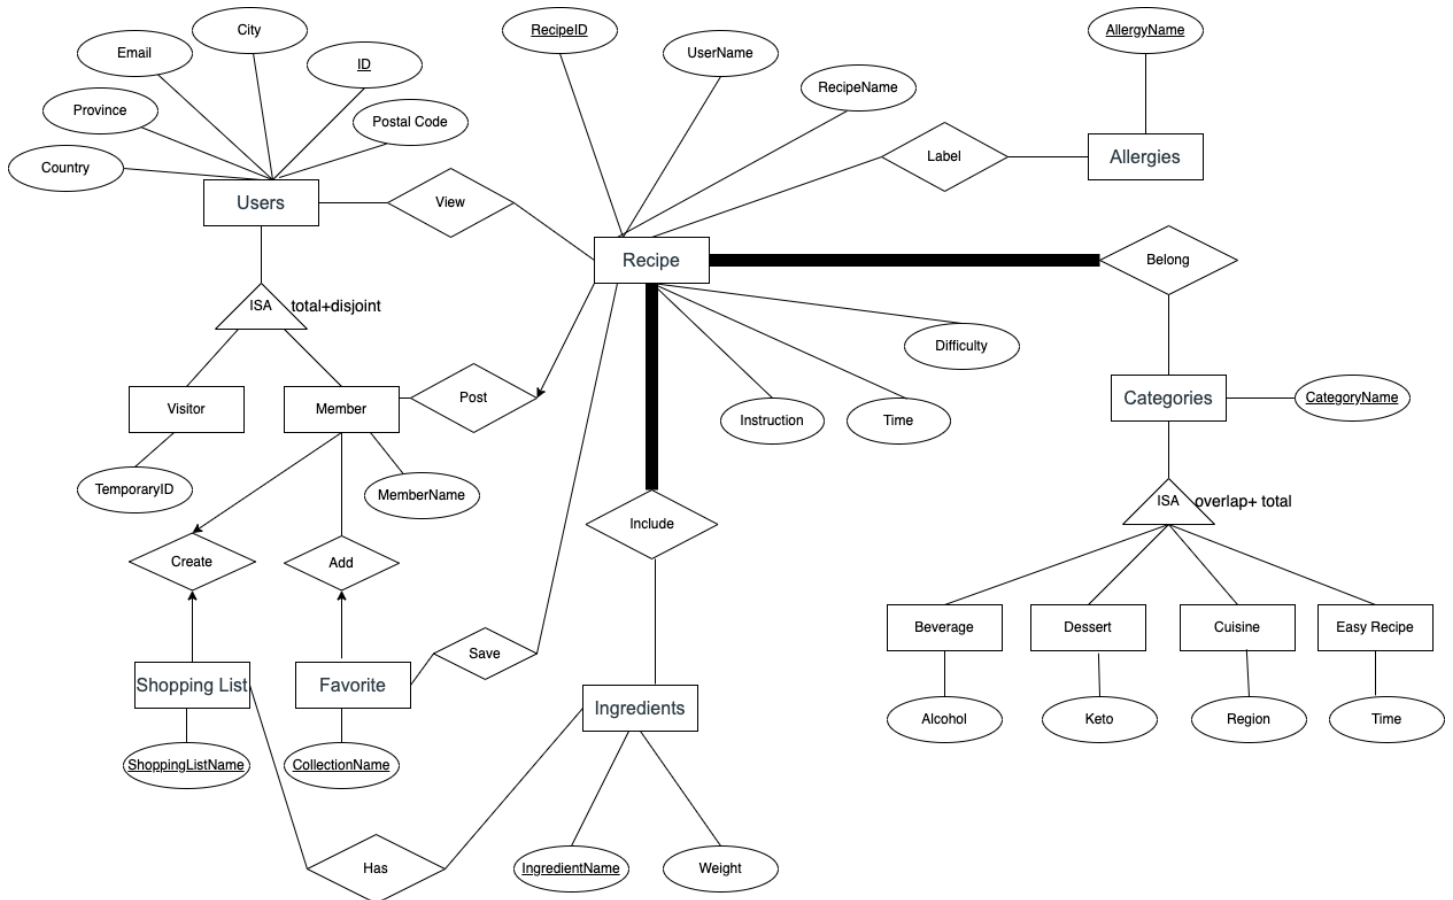 City
RecipeID
AllergyName
Email
UserName
ID
RecipeName
Province
Postal Code
Label
Allergies
Country
Users
View
Recipe
Belong
ISA
total+disjoint
Difficulty
Visitor
Member
Post
Categories
CategoryName
Instruction
Time
TemporaryID
MemberName
ISA
overlap+ total
Include
Create
Add
Beverage
Dessert
Cuisine
Easy Recipe
Save
Shopping List
Favorite
Ingredients
Alcohol
Keto
Region
Time
ShoppingListName
CollectionName
Has
IngredientName
Weight